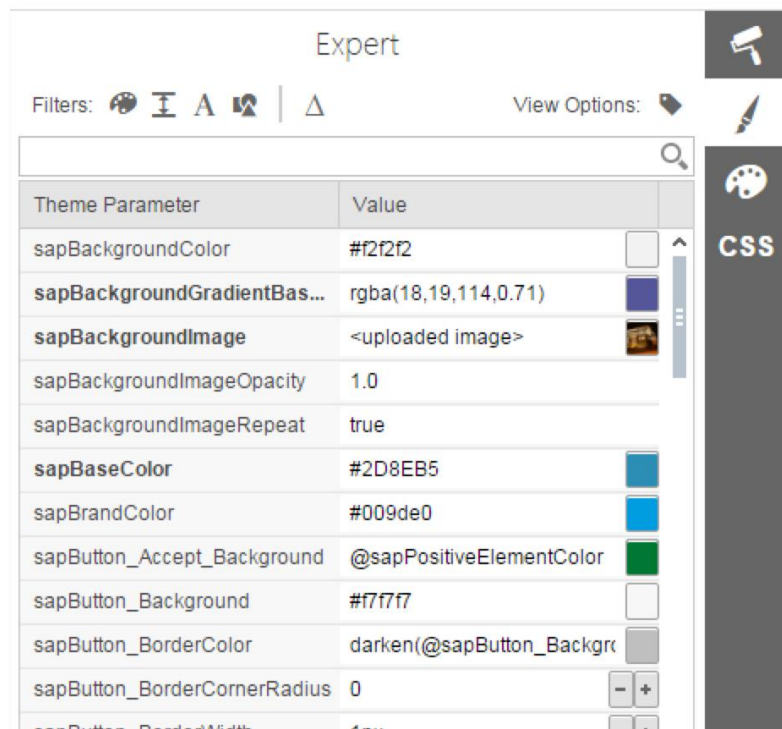 Expert
Filters: A Δ View Options:
Theme Parameter Value
CSS
sapBackgroundColor #f2f2f2
sapBackgroundGradientBas... rgba(18,19,114,0.71)
sapBackgroundImage <uploaded image>
sapBackgroundImageOpacity 1.0
sapBackgroundImageRepeat true
sapBaseColor #2D8EB5
sapBrandColor #009de0
sapButton_Accept_Background @sapPositiveElementColor
sapButton_Background #f7f7f7
sapButton_BorderColor darken(@sapButton_Backgr
sapButton_BorderCornerRadius 0 - +